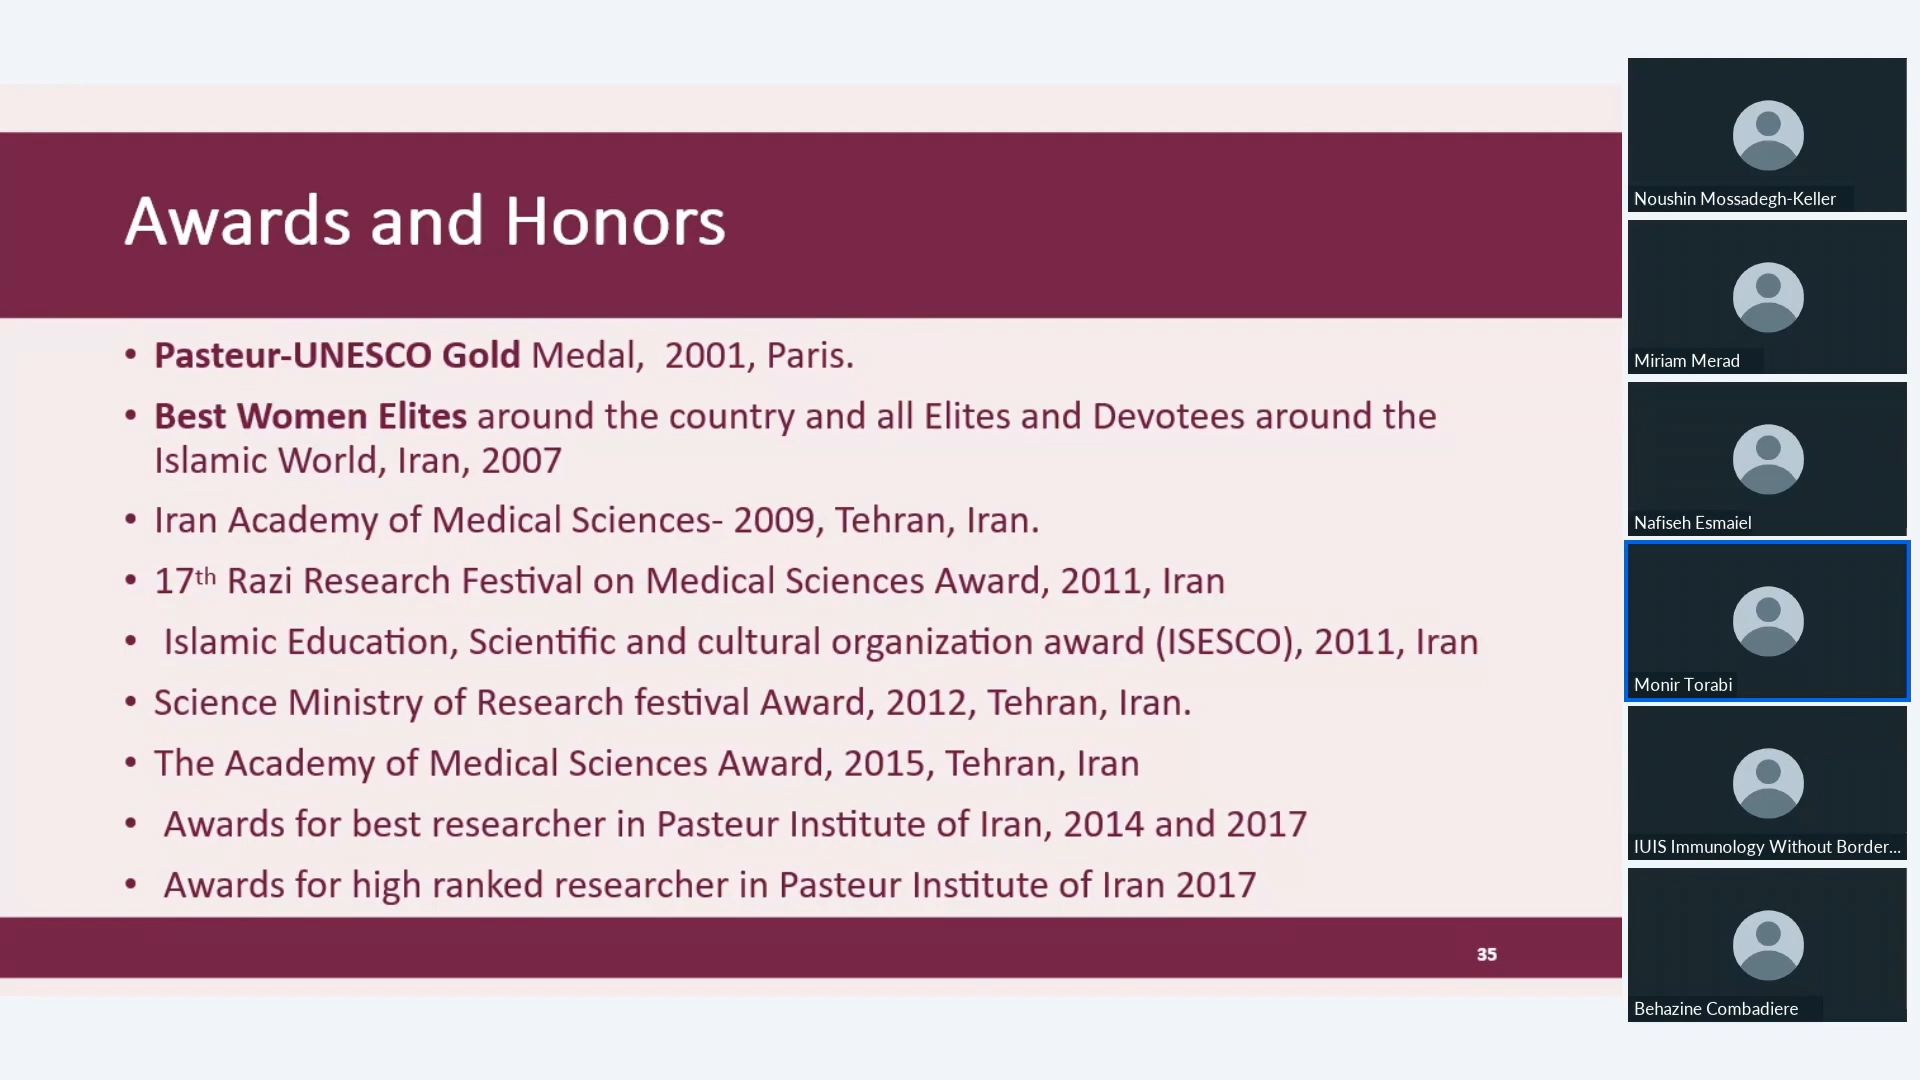 Awards and Honors
• Pasteur-UNESCO Gold Medal, 2001, Paris.
• Best Women Elites around the country and all Elites and Devotees around the
Islamic World, Iran, 2007
• Iran Academy of Medical Sciences- 2009, Tehran, Iran.
• 17th Razi Research Festival on Medical Sciences Award, 2011, Iran
• Islamic Education, Scientific and cultural organization award (ISESCO), 2011, Iran
• Science Ministry of Research festival Award, 2012, Tehran, Iran.
• The Academy of Medical Sciences Award, 2015, Tehran, Iran
• Awards for best researcher in Pasteur Institute of Iran, 2014 and 2017
• Awards for high ranked researcher in Pasteur Institute of Iran 2017
35
Noushin Mossadegh-Keller
Miriam Merad
Nafiseh Esmaiel
Monir Torabi
IUIS Immunology Without Border...
Behazine Combadiere